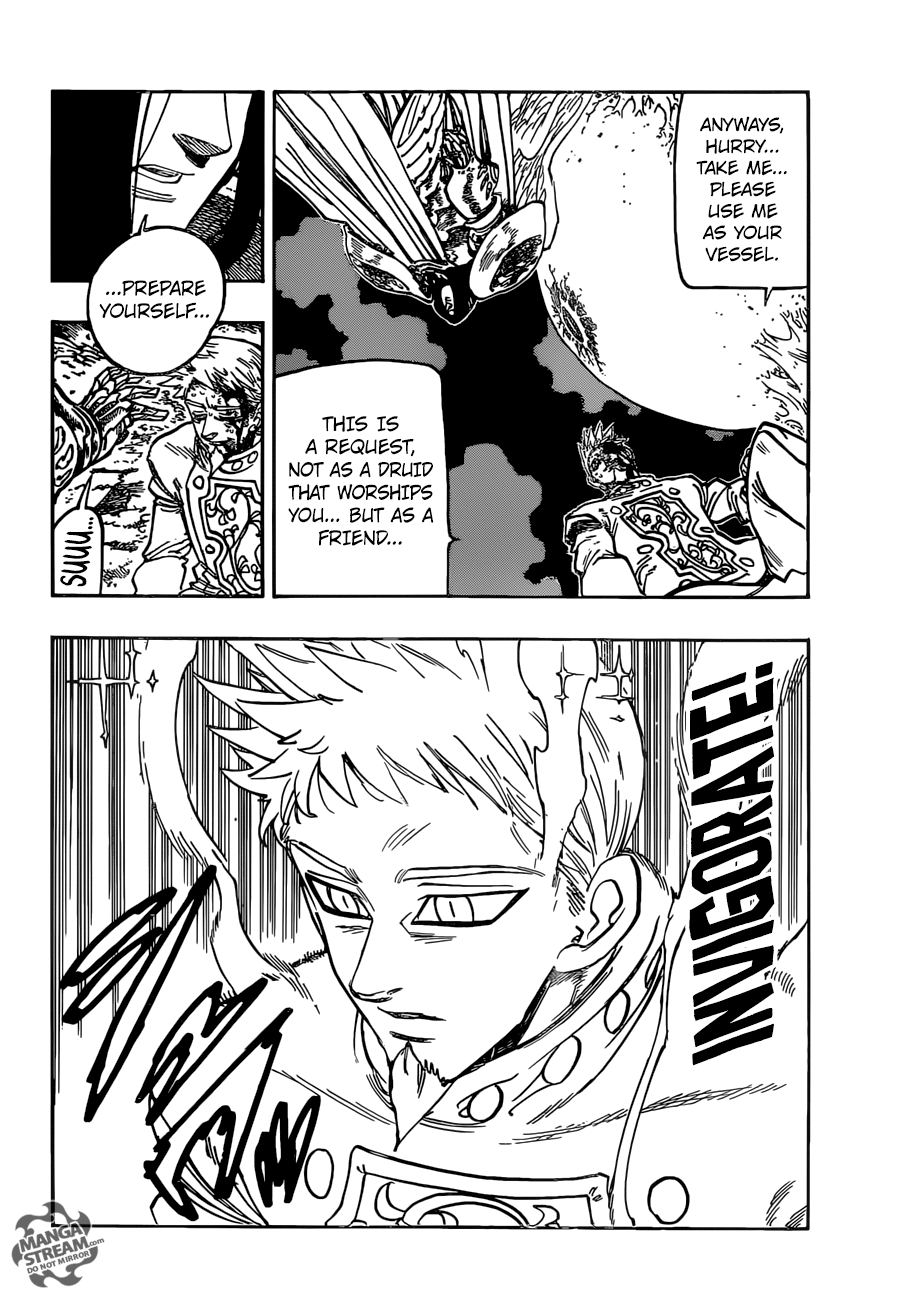 ANYWAYS,
HURRY...
TAKE ME...
PLEASE
USE ME
AS YOUR
VESSEL.
THIS IS
A REQUEST,
NOT AS A DRUID
THAT WORSHIPS
YOU... BUT AS A
FRIEND...
...PREPARE
YOURSELF...
SUUU...
INVIGORATE!
MANGA
STREAM.com
DO NOT MIRROR